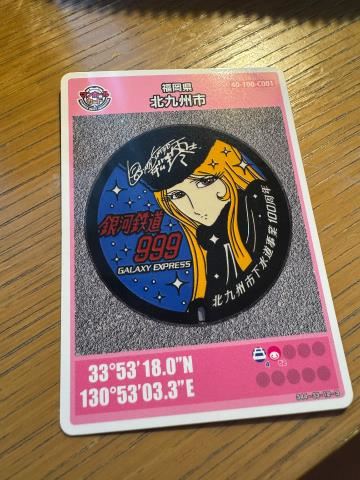 福岡県
北九州市
40-100-C001
銀河鉄道
999
GALAXY EXPRESS
北九州市下水道事業100周年
33°53'18.0"N
130°53'03.3"E